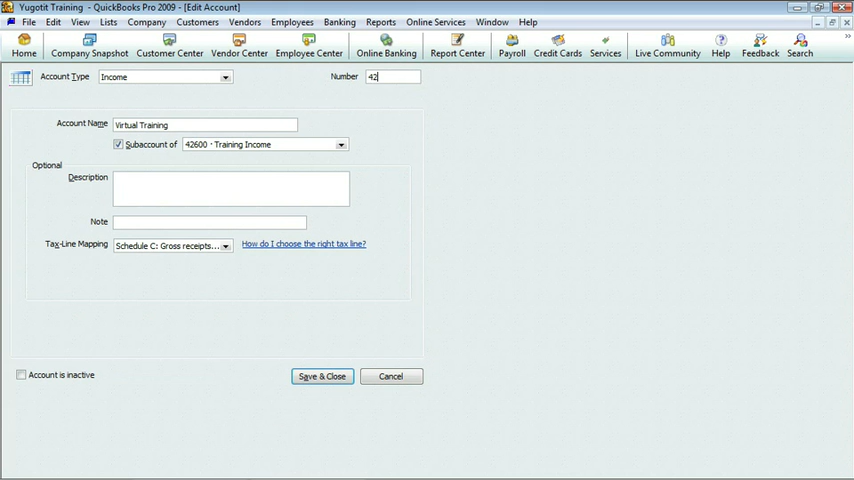 Yugotit Training - QuickBooks Pro 2009 - [Edit Account]
File Edit View Lists Company Customers Vendors Employees Banking Reports Online Services Window Help
Home Company Snapshot Customer Center Vendor Center Employee Center Online Banking Report Center Payroll Credit Cards Services Live Community Help Feedback Search
Account Type Income Number 42
Account Name Virtual Training
Subaccount of 42600 · Training Income
Optional
Description
Note
Tax-Line Mapping Schedule C: Gross receipts... How do I choose the right tax line?
Account is inactive Save & Close Cancel